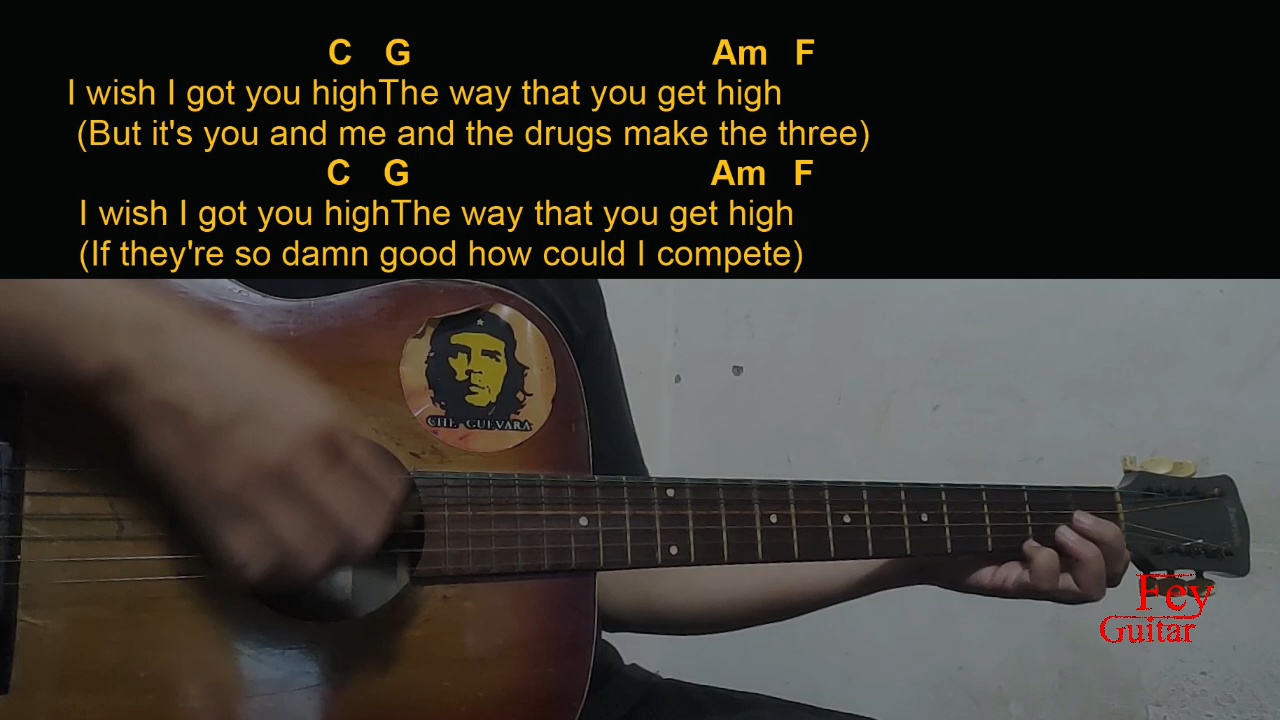 C G Am F
I wish I got you highThe way that you get high
(But it's you and me and the drugs make the three)
C G Am F
I wish I got you highThe way that you get high
(If they're so damn good how could I compete)
CHE GUEVARA
Fey
Guitar